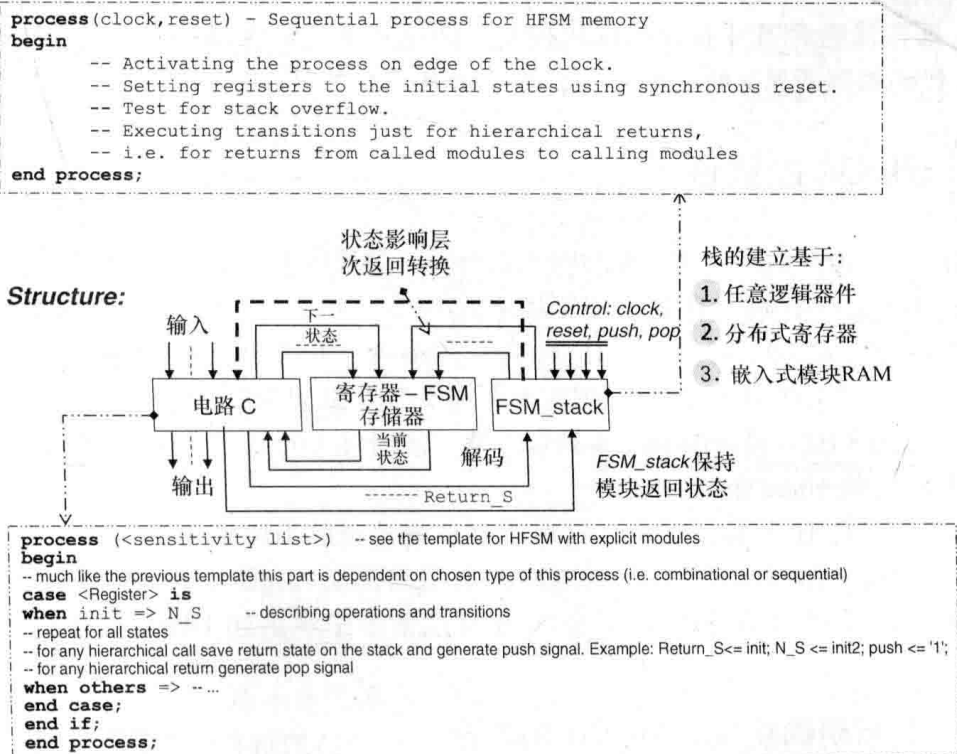 process(clock,reset) – Sequential process for HFSM memory
begin
-- Activating the process on edge of the clock.
-- Setting registers to the initial states using synchronous reset.
-- Test for stack overflow.
-- Executing transitions just for hierarchical returns,
-- i.e. for returns from called modules to calling modules
end process;
状态影响层
次返回转换
栈的建立基于:
1. 任意逻辑器件
2. 分布式寄存器
3. 嵌入式模块RAM
Structure:
输入
下一
状态
Control: clock,
reset, push, pop
电路 C
寄存器 – FSM
存储器
FSM_stack
当前
状态
解码
输出
Return_S
FSM_stack保持
模块返回状态
process (<sensitivity list>) -- see the template for HFSM with explicit modules
begin
-- much like the previous template this part is dependent on chosen type of this process (i.e. combinational or sequential)
case <Register> is
when init => N_S -- describing operations and transitions
-- repeat for all states
-- for any hierarchical call save return state on the stack and generate push signal. Example: Return_S<= init; N_S <= init2; push <= '1';
-- for any hierarchical return generate pop signal
when others => -- ...
end case;
end if;
end process;